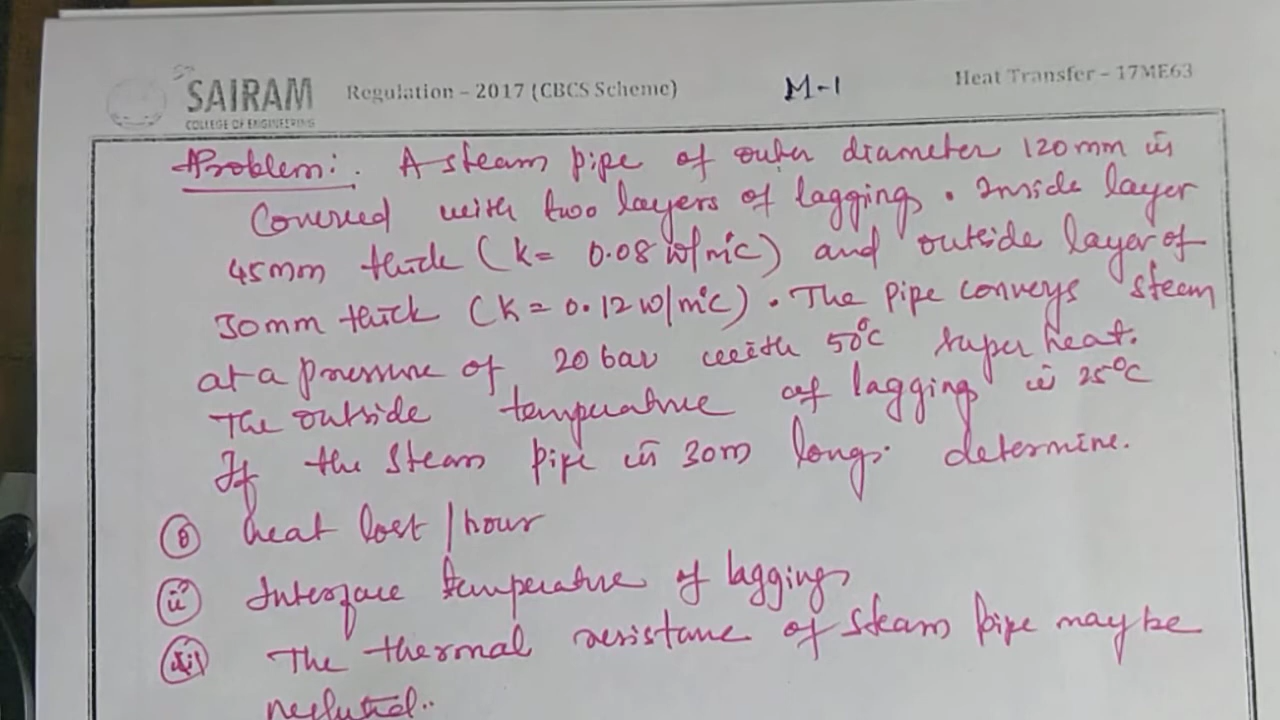 SAIRAM
COLLEGE OF ENGINEERING
Regulation - 2017 (CBCS Scheme)
M-1
Heat Transfer - 17ME63
Problem:. A steam pipe of outer diameter 120mm is
Covered with two layers of lagging. Inside layer
45mm thick (K= 0.08 W/m°C) and outside layer of
30mm thick (K = 0.12 W/m°C). The pipe conveys steam
at a pressure of 20 bar with 50°C super heat.
The outside temperature of lagging is 25°C
If the steam pipe is 30m long. determine.
(i) heat lost / hour
(ii) Interface temperature of lagging
(iii) The thermal resistance of steam pipe may be